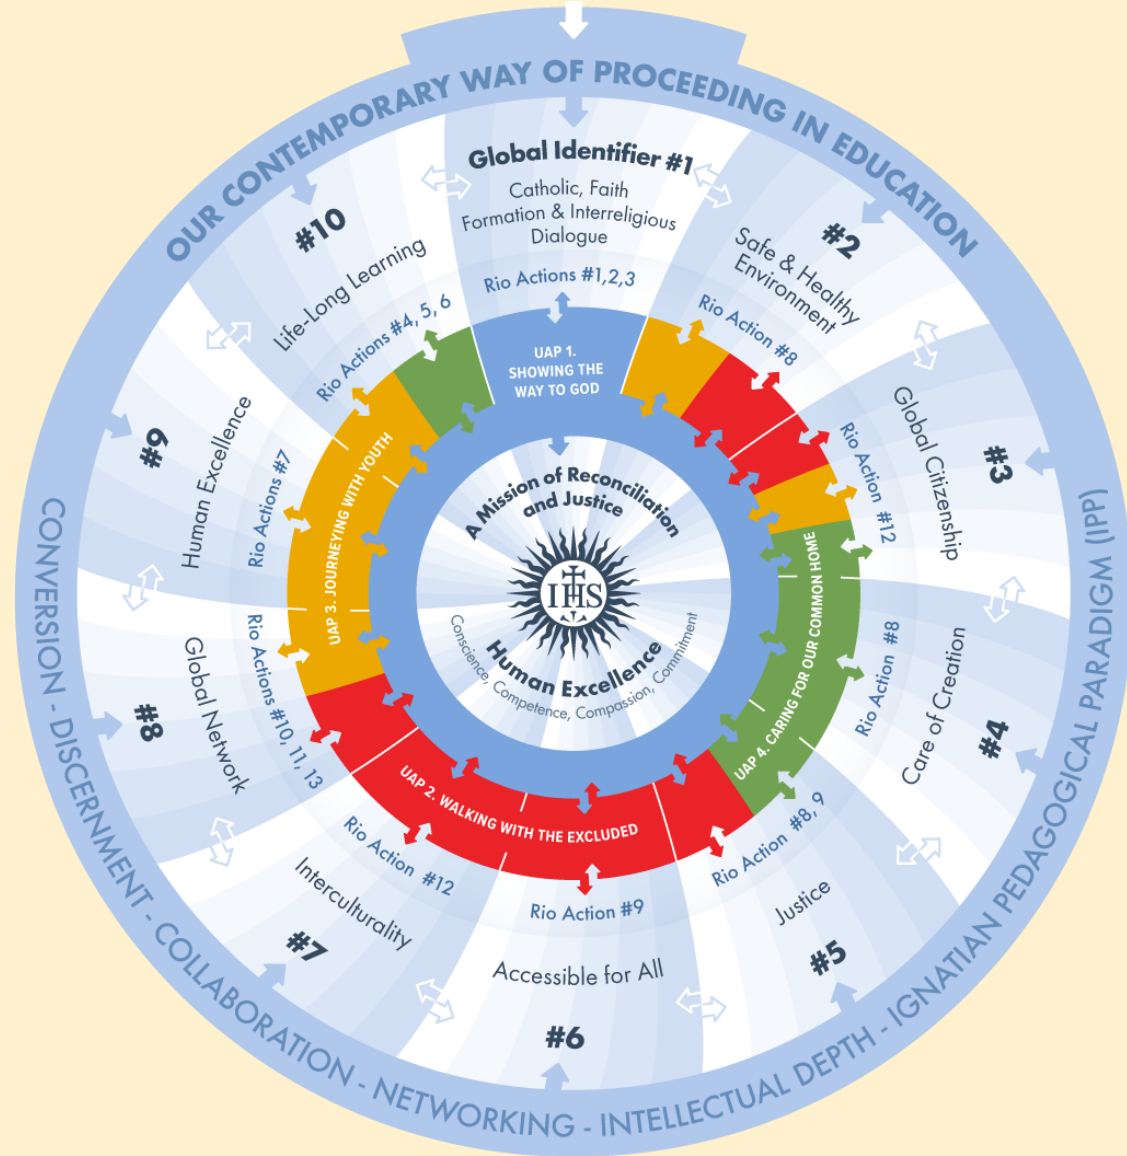 OUR CONTEMPORARY WAY OF PROCEEDING IN EDUCATION
Global Identifier #1
Catholic, Faith
Formation & Interreligious
Dialogue
Rio Actions #1,2,3
#2
Safe & Healthy
Environment
Rio Action #8
#3
Global Citizenship
Rio Action #12
#4
Care of Creation
Rio Action #8
#5
Justice
Rio Action #8, 9
#6
Accessible for All
Rio Action #9
#7
Interculturality
Rio Action #12
#8
Global Network
Rio Actions #10, 11, 13
#9
Human Excellence
Rio Actions #7
#10
Life-Long Learning
Rio Actions #4, 5, 6
UAP 1.
SHOWING THE
WAY TO GOD
UAP 4. CARING FOR OUR COMMON HOME
UAP 2. WALKING WITH THE EXCLUDED
UAP 3. JOURNEYING WITH YOUTH
A Mission of Reconciliation
and Justice
IHS
Human Excellence
Conscience, Competence, Compassion, Commitment
CONVERSION - DISCERNMENT - COLLABORATION - NETWORKING - INTELLECTUAL DEPTH - IGNATIAN PEDAGOGICAL PARADIGM (IPP)